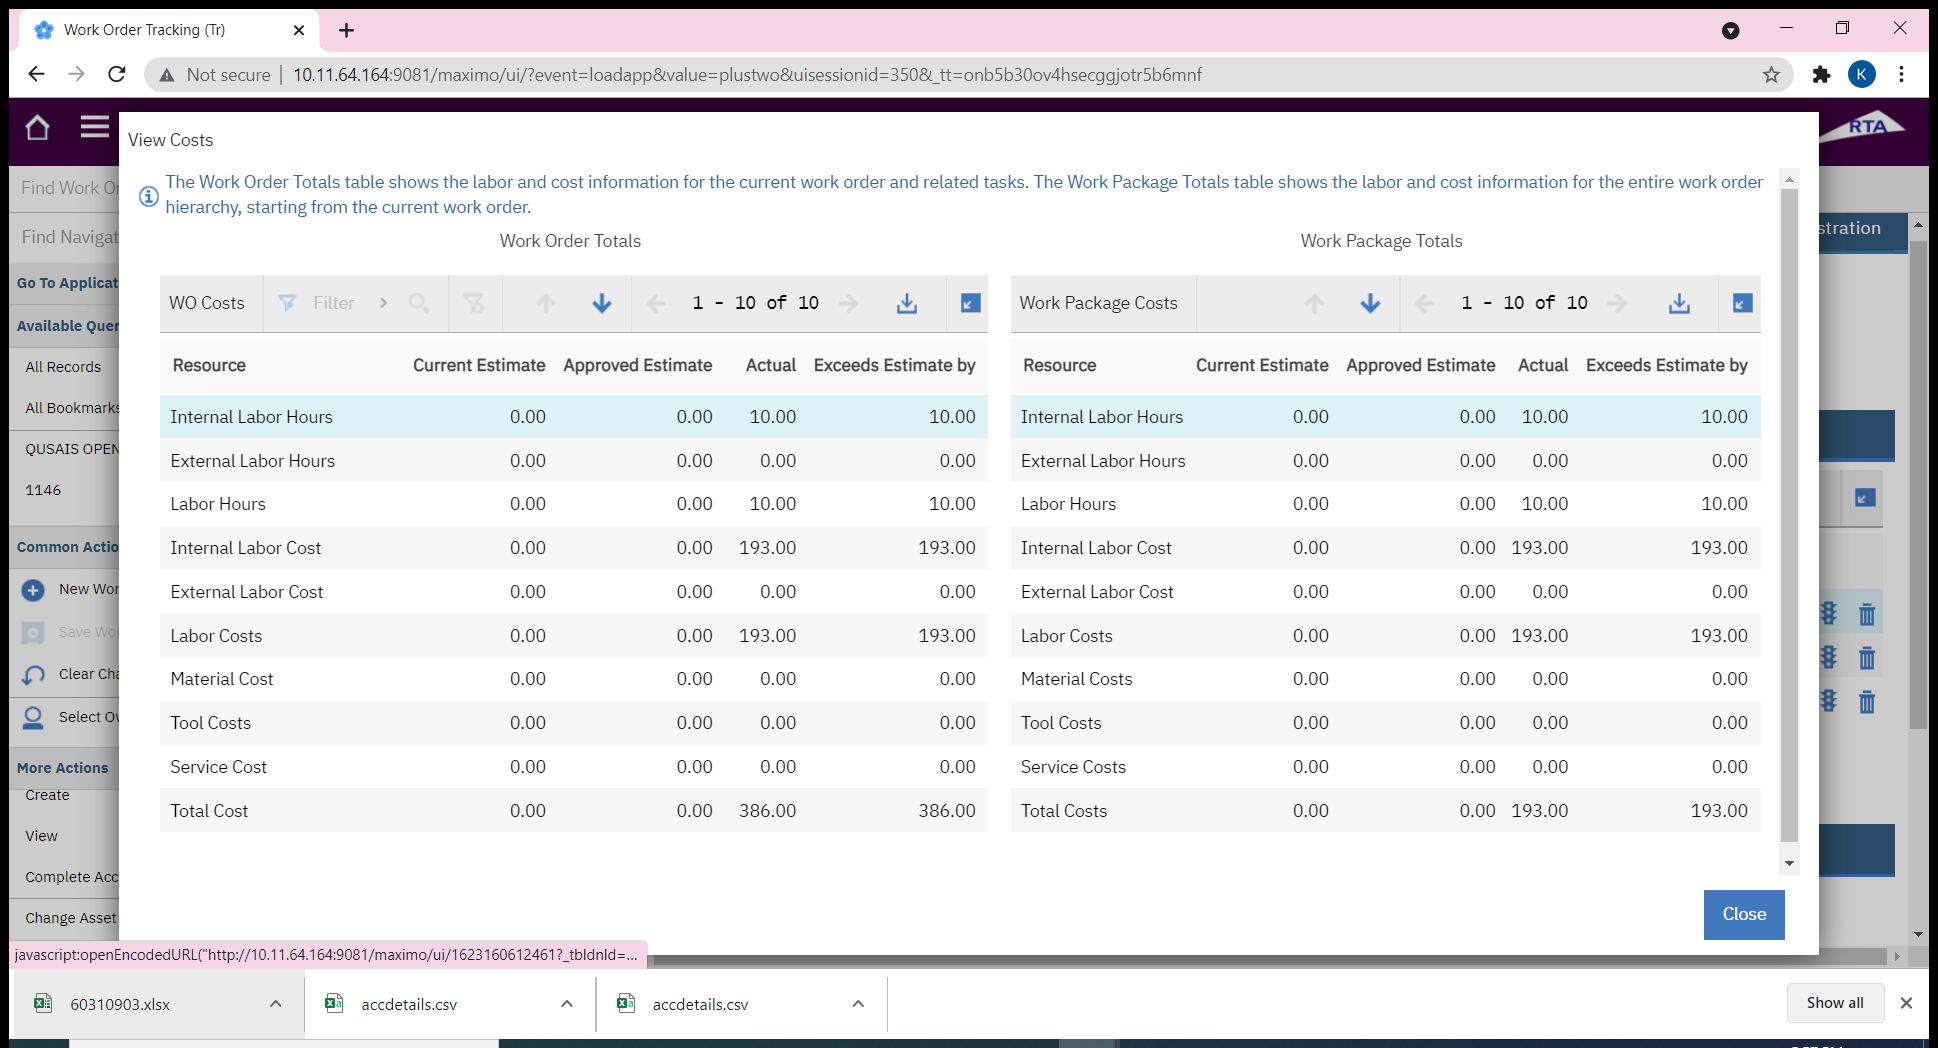 Work Order Tracking (Tr)
Not secure
10.11.64.164:9081/maximo/ui/?event=loadapp&value=plustwo&uisessionid=350&_tt=onb5b30ov4hsecggjotr5b6mnf
K
RTA
View Costs
The Work Order Totals table shows the labor and cost information for the current work order and related tasks. The Work Package Totals table shows the labor and cost information for the entire work order
hierarchy, starting from the current work order.
Find Work Or
Find Navigat
stration
Go To Applicat
Available Quer
All Records
All Bookmarks
QUSAIS OPEN
1146
Common Actio
New Wor
Save Wo
Clear Cha
Select Ow
More Actions
Create
View
Complete Acc
Change Asset
Work Order Totals
WO Costs Filter 1 - 10 of 10
Resource Current Estimate Approved Estimate Actual Exceeds Estimate by
Internal Labor Hours 0.00 0.00 10.00 10.00
External Labor Hours 0.00 0.00 0.00 0.00
Labor Hours 0.00 0.00 10.00 10.00
Internal Labor Cost 0.00 0.00 193.00 193.00
External Labor Cost 0.00 0.00 0.00 0.00
Labor Costs 0.00 0.00 193.00 193.00
Material Cost 0.00 0.00 0.00 0.00
Tool Costs 0.00 0.00 0.00 0.00
Service Cost 0.00 0.00 0.00 0.00
Total Cost 0.00 0.00 386.00 386.00
Work Package Totals
Work Package Costs 1 - 10 of 10
Resource Current Estimate Approved Estimate Actual Exceeds Estimate by
Internal Labor Hours 0.00 0.00 10.00 10.00
External Labor Hours 0.00 0.00 0.00 0.00
Labor Hours 0.00 0.00 10.00 10.00
Internal Labor Cost 0.00 0.00 193.00 193.00
External Labor Cost 0.00 0.00 0.00 0.00
Labor Costs 0.00 0.00 193.00 193.00
Material Costs 0.00 0.00 0.00 0.00
Tool Costs 0.00 0.00 0.00 0.00
Service Costs 0.00 0.00 0.00 0.00
Total Costs 0.00 0.00 193.00 193.00
Close
javascript:openEncodedURL("http://10.11.64.164:9081/maximo/ui/1623160612461?_tbldnld=...
60310903.xlsx
accdetails.csv
accdetails.csv
Show all